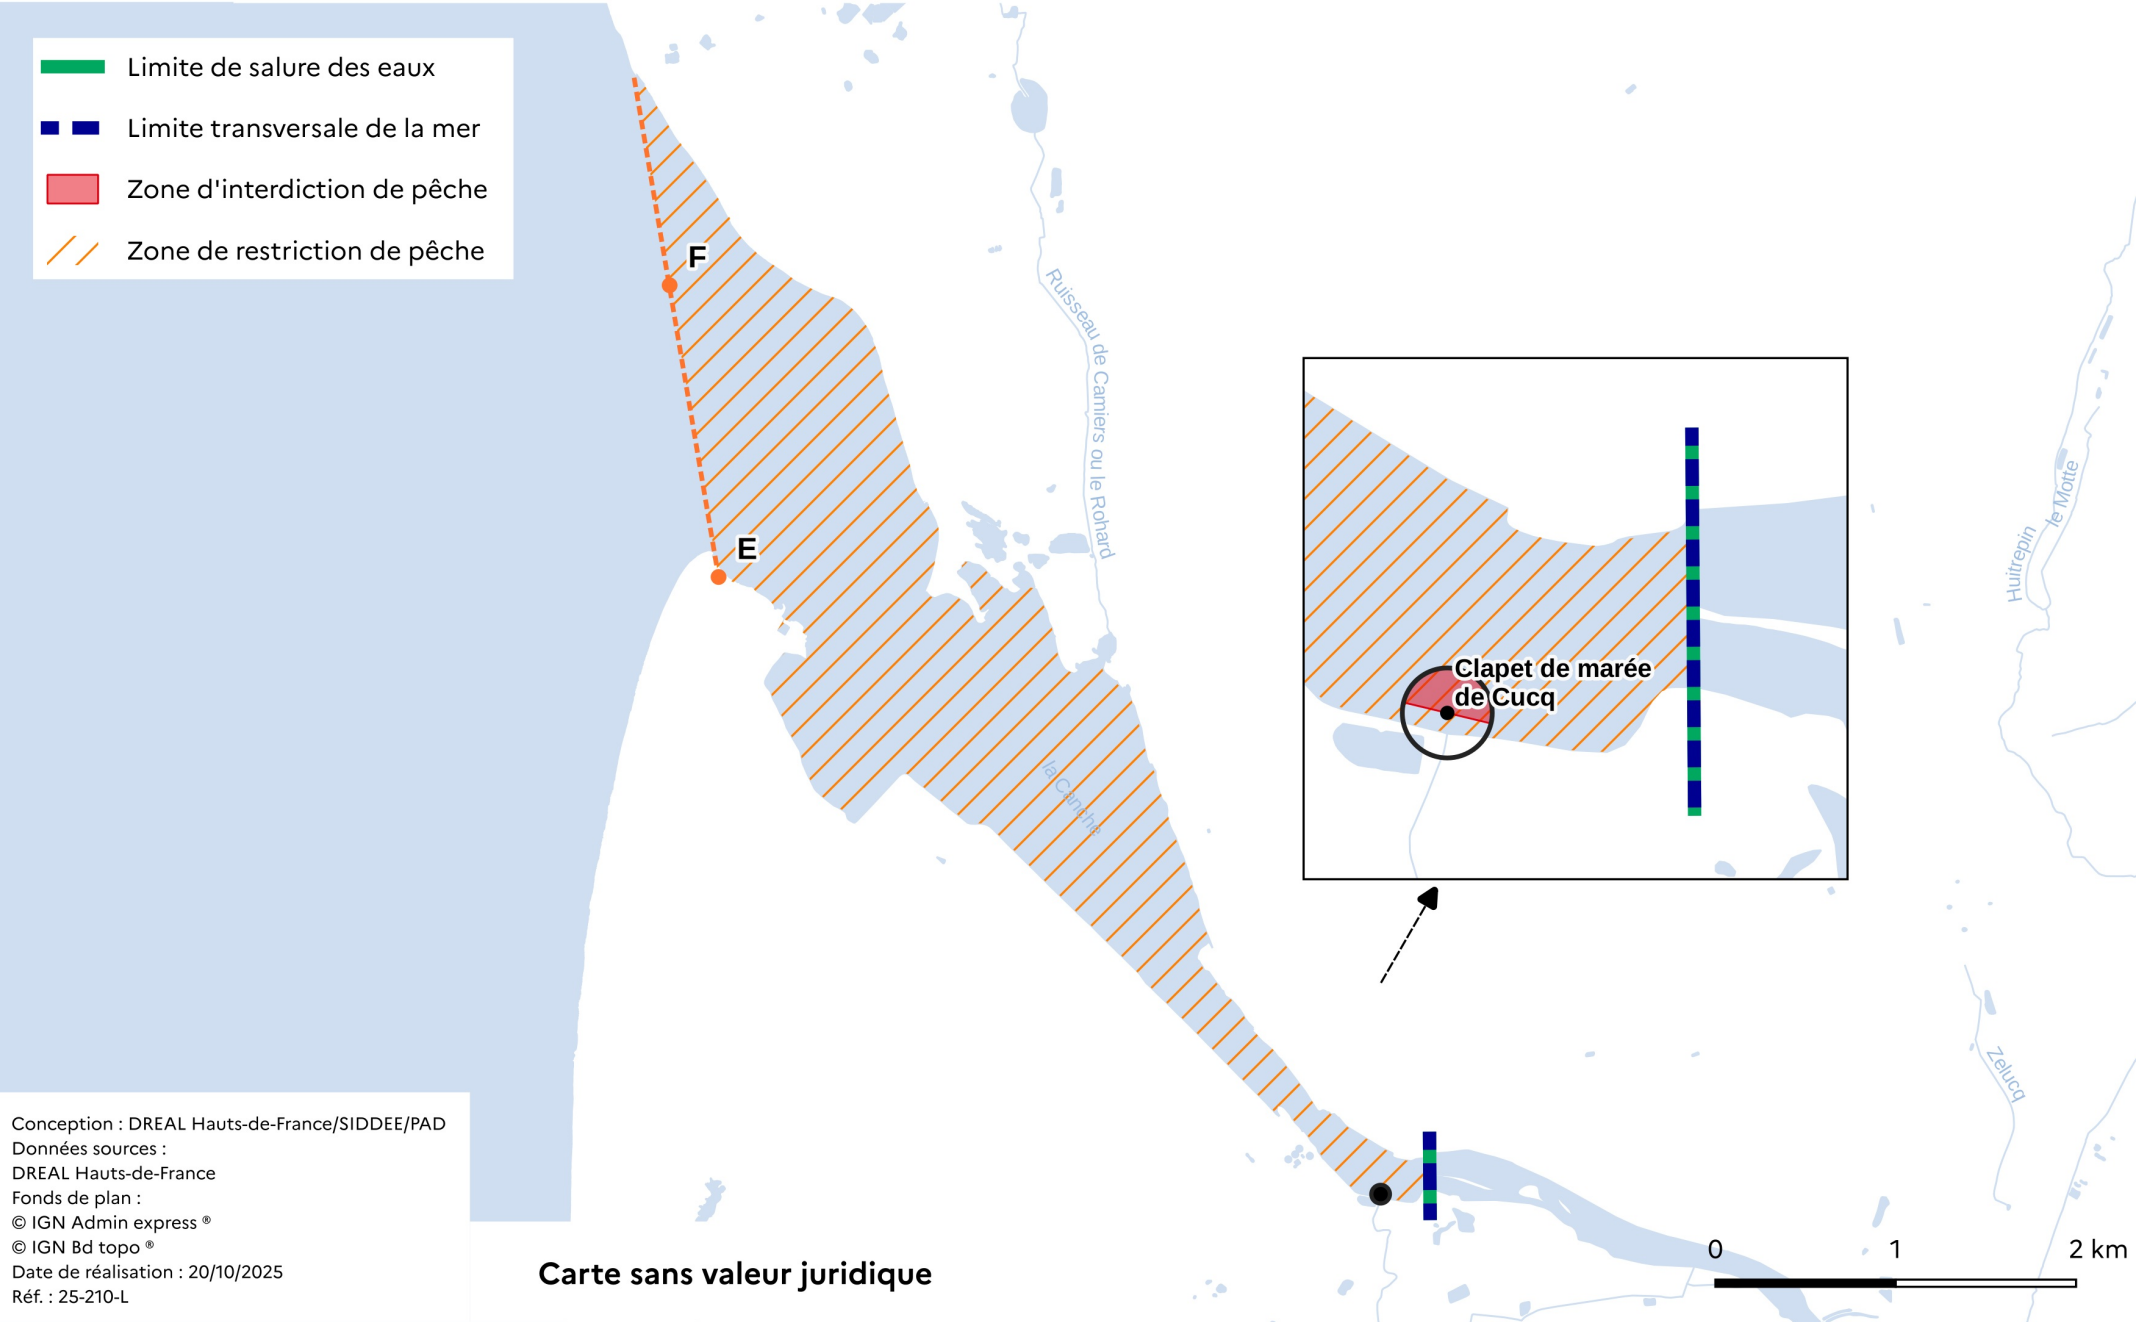 Limite de salure des eaux
Limite transversale de la mer
Zone d'interdiction de pêche
Zone de restriction de pêche
F
E
Ruisseau de Camiers ou le Rohard
la Canche
Clapet de marée
de Cucq
Huitrepin
le Motte
Zelucq
Conception : DREAL Hauts-de-France/SIDDEE/PAD
Données sources :
DREAL Hauts-de-France
Fonds de plan :
© IGN Admin express ®
© IGN Bd topo ®
Date de réalisation : 20/10/2025
Réf. : 25-210-L
Carte sans valeur juridique
0 1 2 km